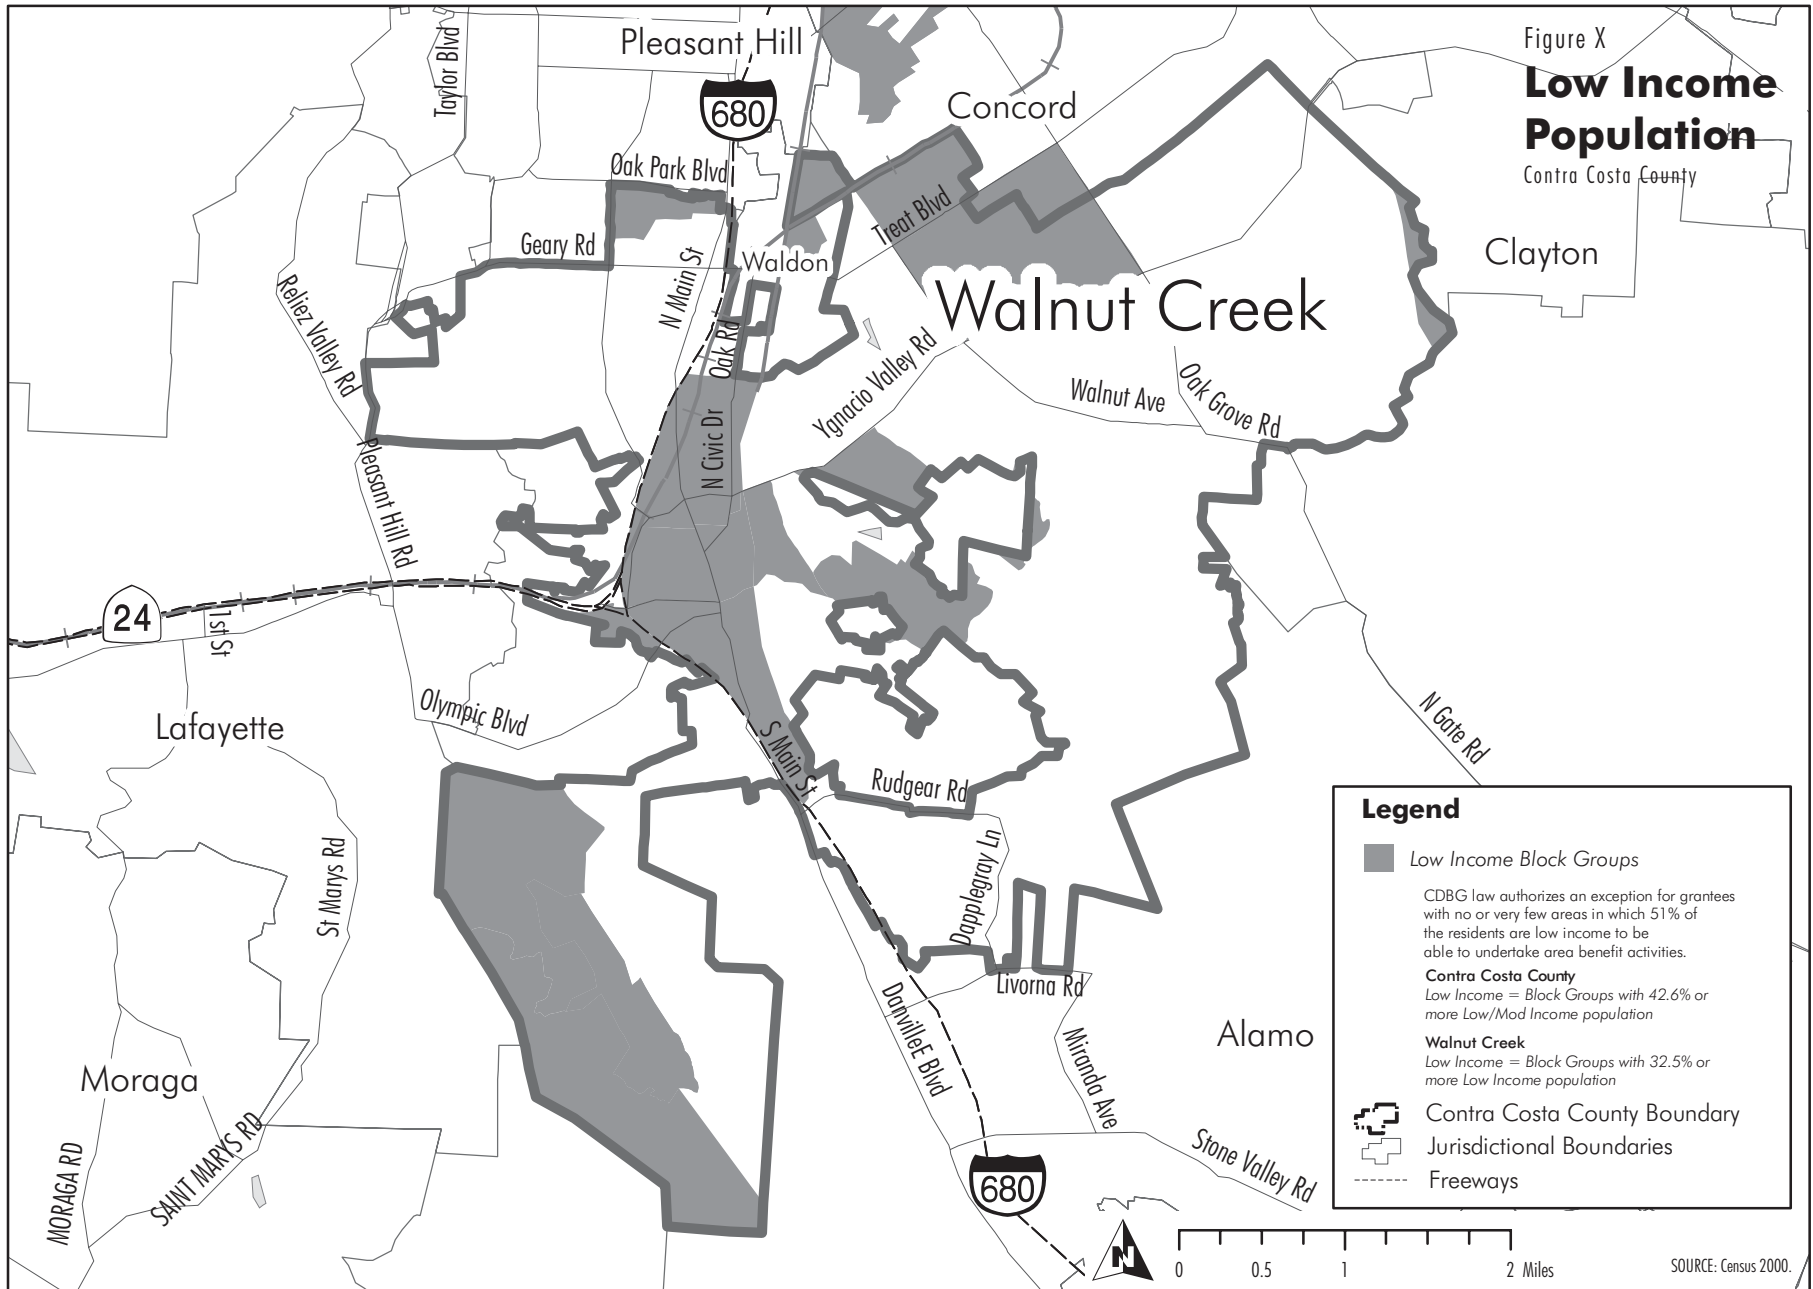 Figure X
Low Income
Population
Contra Costa County
Pleasant Hill
Taylor Blvd
680
Concord
Oak Park Blvd
Treat Blvd
Geary Rd
Clayton
N Main St
Waldon
Walnut Creek
Reliez Valley Rd
Oak Rd
Ygnacio Valley Rd
Walnut Ave
Oak Grove Rd
N Civic Dr
Pleasant Hill Rd
24
1st St
Olympic Blvd
Lafayette
N Gate Rd
S Main St
Rudgear Rd
St Marys Rd
Dapplegray Ln
Livorna Rd
DanvilleE Blvd
Alamo
Miranda Ave
Moraga
SAINT MARYS RD
MORAGA RD
Stone Valley Rd
680
Legend
Low Income Block Groups
CDBG law authorizes an exception for grantees
with no or very few areas in which 51% of
the residents are low income to be
able to undertake area benefit activities.
Contra Costa County
Low Income = Block Groups with 42.6% or
more Low/Mod Income population
Walnut Creek
Low Income = Block Groups with 32.5% or
more Low Income population
Contra Costa County Boundary
Jurisdictional Boundaries
Freeways
N
0 0.5 1 2 Miles
SOURCE: Census 2000.